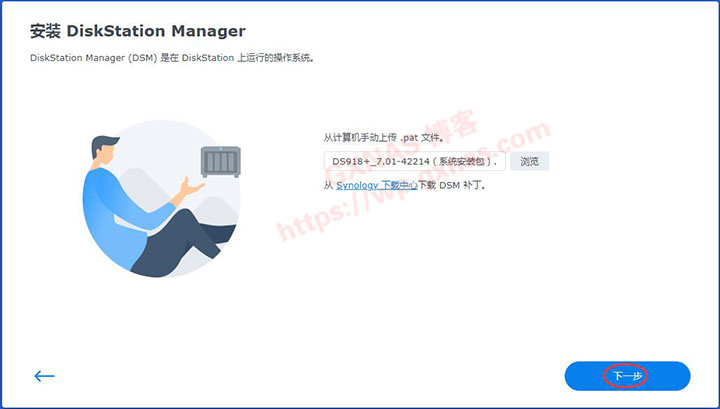 安装 DiskStation Manager
DiskStation Manager (DSM) 是在 DiskStation 上运行的操作系统。
从计算机手动上传 .pat 文件。
DS918+_7.01-42214（系统安装包）.
浏览
从 Synology 下载中心下载 DSM 补丁。
GXNAS 博客
https://wp.gxnas.com
下一步